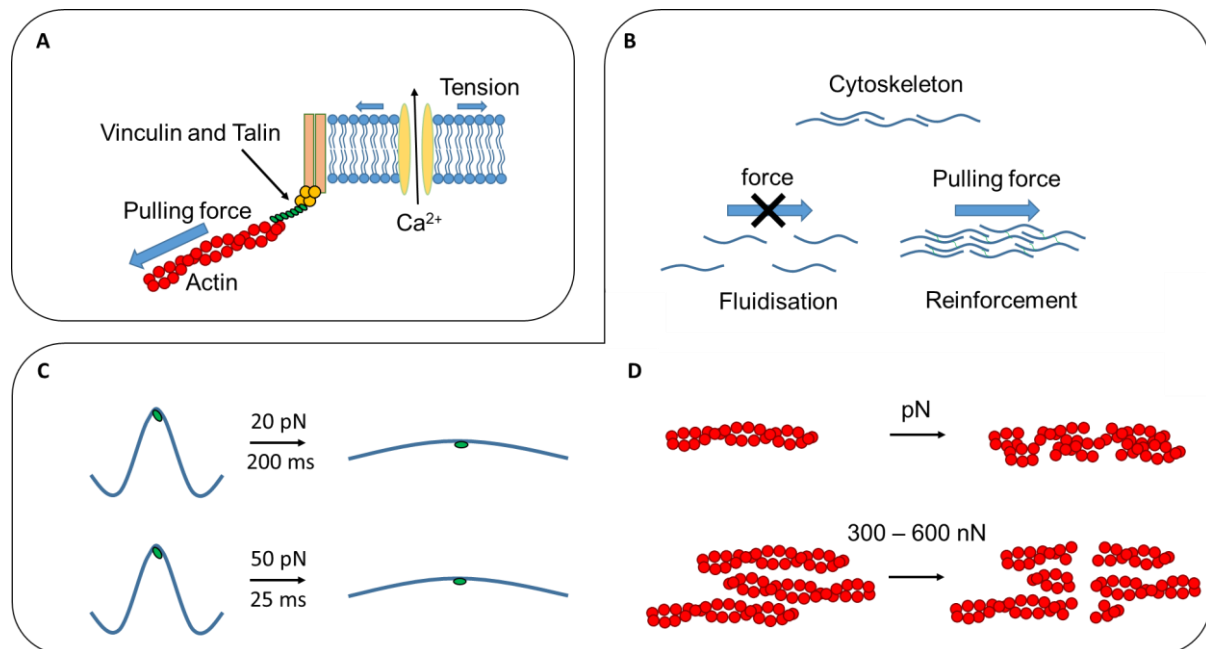 A
Tension
Vinculin and Talin
Pulling force
Ca²⁺
Actin
B
Cytoskeleton
force
Pulling force
Fluidisation
Reinforcement
C
20 pN
200 ms
50 pN
25 ms
D
pN
300 – 600 nN